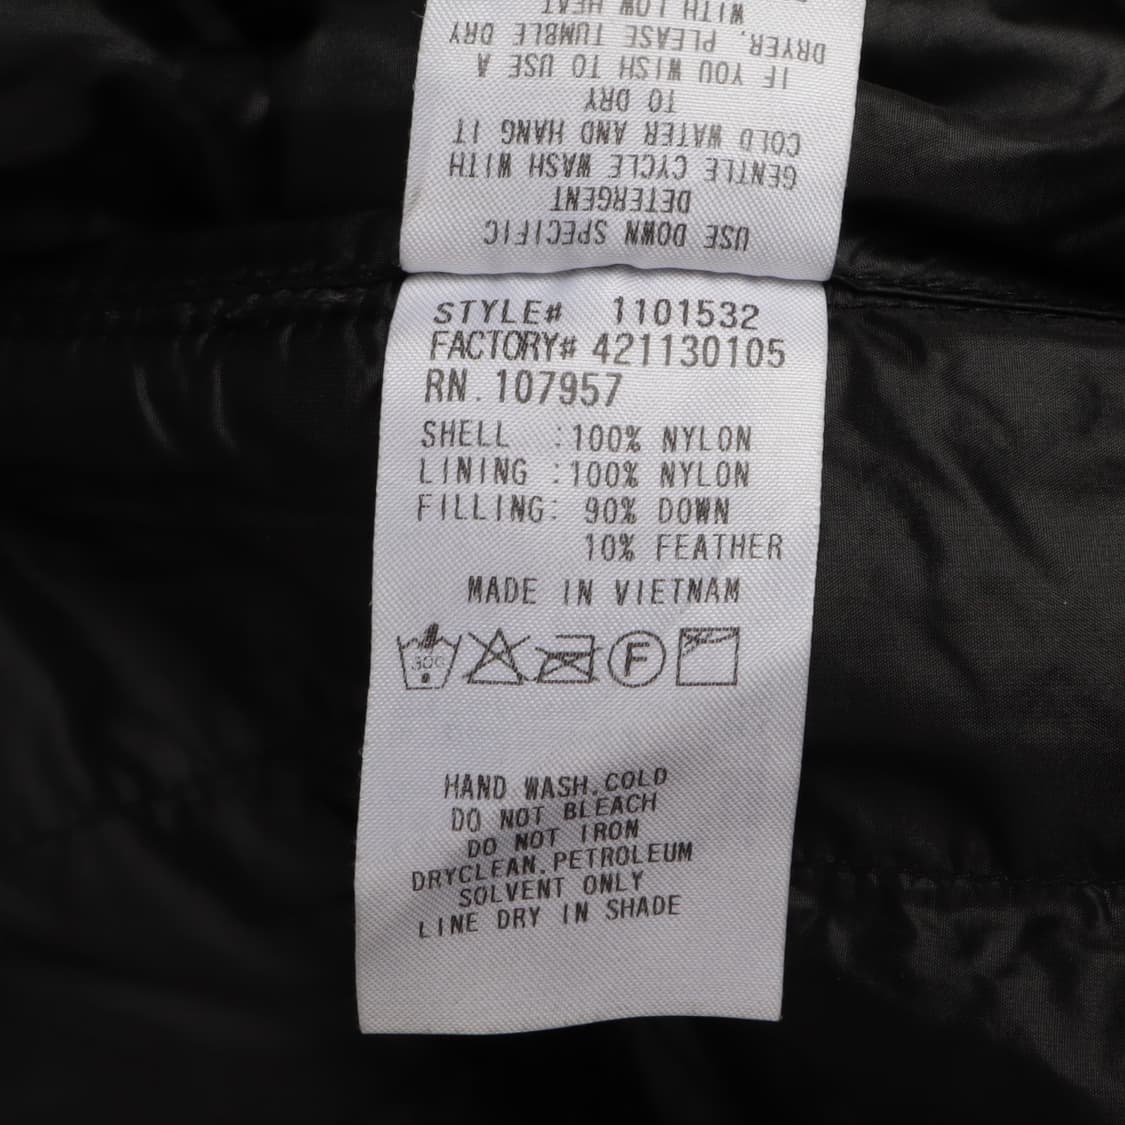 USE DOWN SPECIFIC
DETERGENT
GENTLE CYCLE WASH WITH
COLD WATER AND HANG IT
TO DRY
IF YOU WISH TO USE A
DRYER, PLEASE TUMBLE DRY
WITH LOW HEAT
STYLE# 1101532
FACTORY# 421130105
RN. 107957
SHELL :100% NYLON
LINING :100% NYLON
FILLING: 90% DOWN
10% FEATHER
MADE IN VIETNAM
30C
F
HAND WASH.COLD
DO NOT BLEACH
DO NOT IRON
DRYCLEAN.PETROLEUM
SOLVENT ONLY
LINE DRY IN SHADE